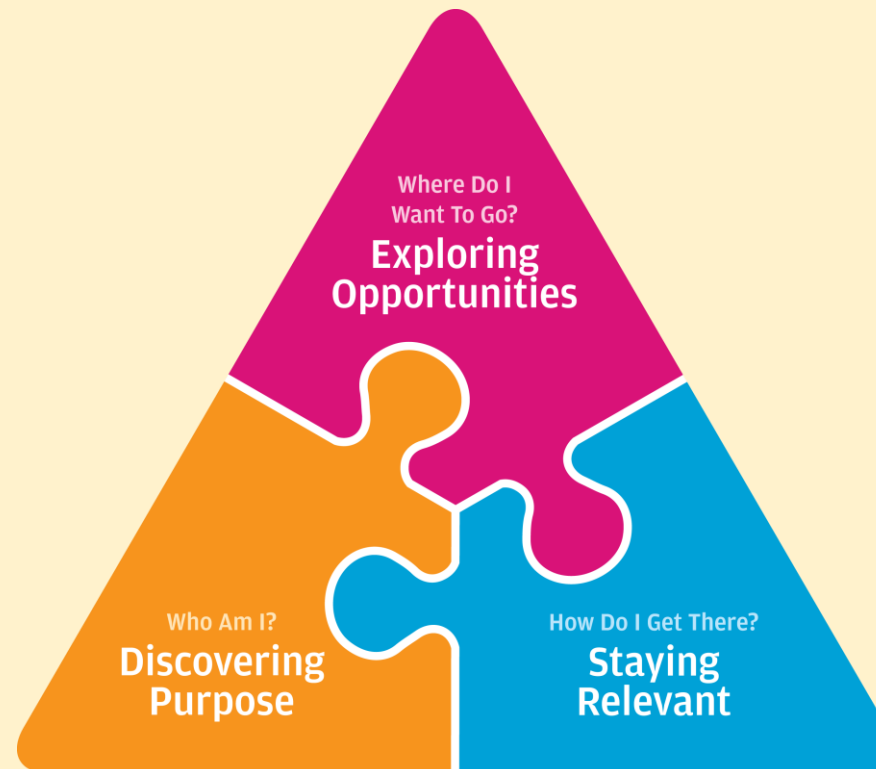 Where Do I
Want To Go?
Exploring
Opportunities
Who Am I?
Discovering
Purpose
How Do I Get There?
Staying
Relevant